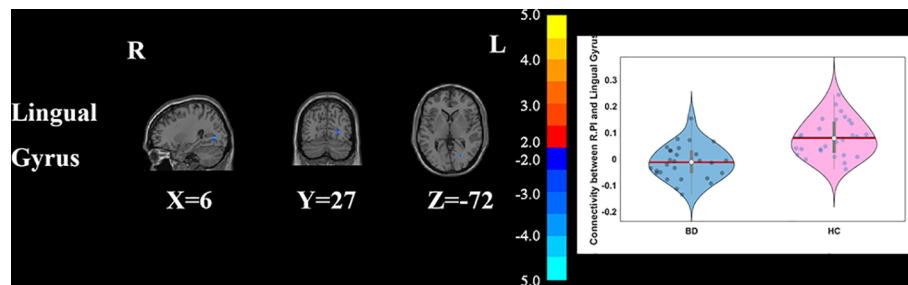 R
L
Lingual
Gyrus
X=6
Y=27
Z=-72
5.0
4.0
3.0
2.0
-2.0
-3.0
-4.0
5.0
Connectivity between R.PI and Lingual Gyrus
0.3
0.2
0.1
0
-0.1
-0.2
BD
HC